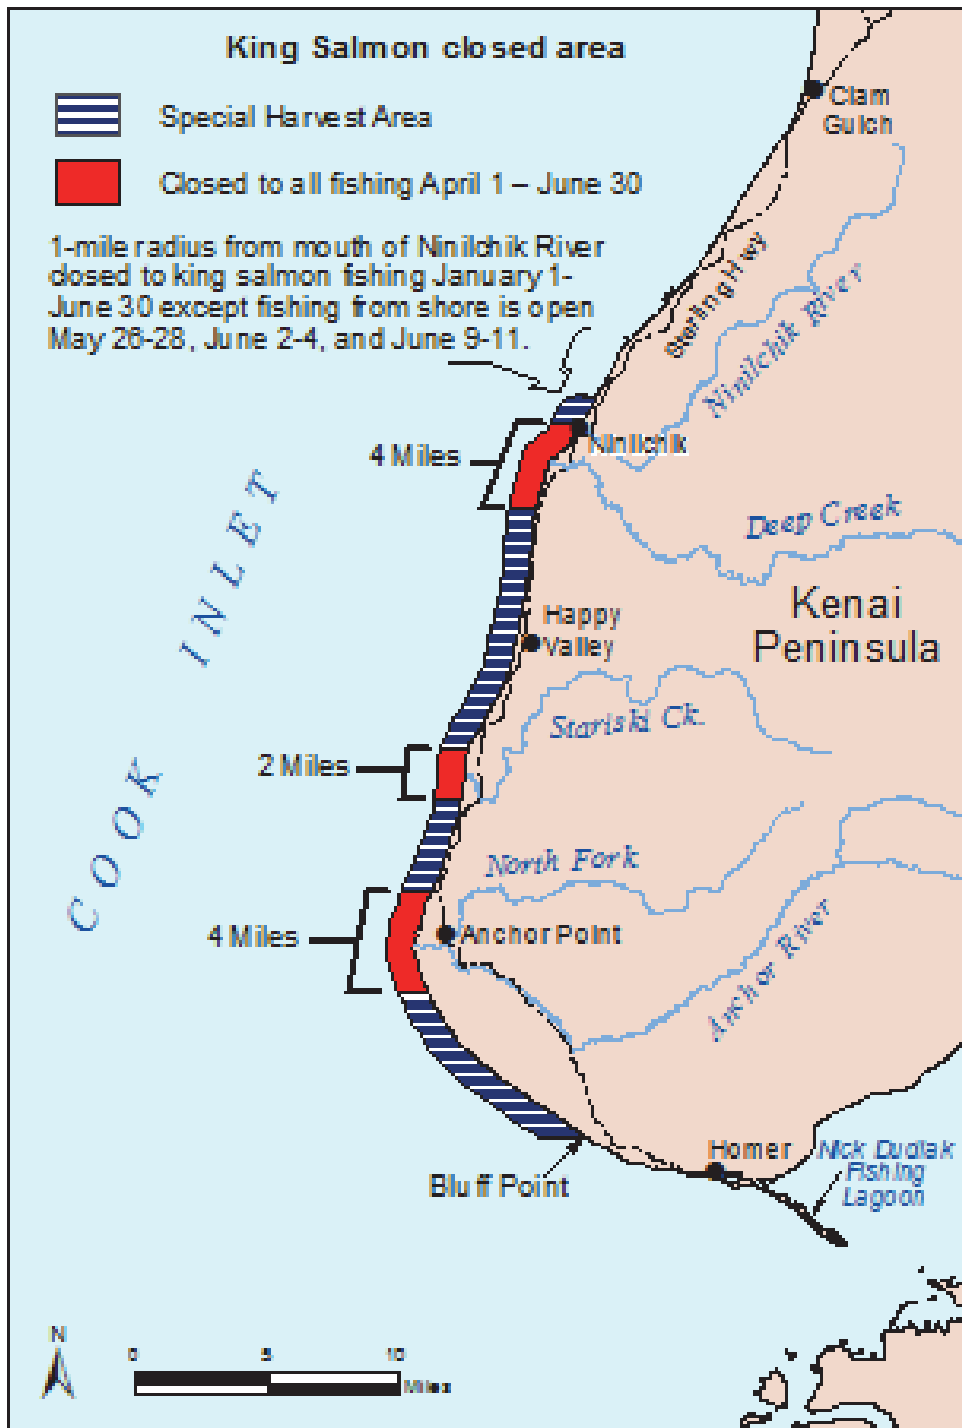 King Salmon closed area
Special Harvest Area
Closed to all fishing April 1 – June 30
1-mile radius from mouth of Ninilchik River
closed to king salmon fishing January 1-
June 30 except fishing from shore is open
May 26-28, June 2-4, and June 9-11.
Clam
Gulch
Sterling Hwy
Ninilchik River
4 Miles
Ninilchik
COOK INLET
Deep Creek
Kenai
Peninsula
Happy
Valley
Stariski Ck.
2 Miles
North Fork
4 Miles
Anchor Point
Anchor River
Homer
Nick Dudiak
Fishing
Lagoon
Bluff Point
N
0 5 10
Miles